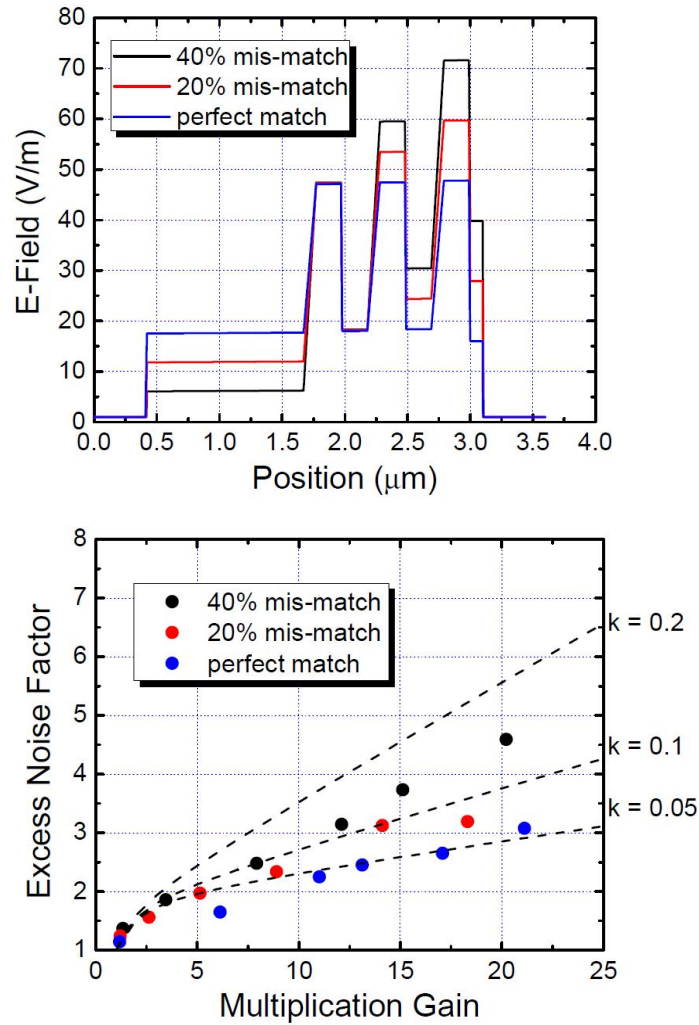 80
70
60
50
40
30
20
10
0
E-Field (V/m)
40% mis-match
20% mis-match
perfect match
0.0 0.5 1.0 1.5 2.0 2.5 3.0 3.5 4.0
Position (μm)
8
7
6
5
4
3
2
1
Excess Noise Factor
40% mis-match
20% mis-match
perfect match
k = 0.2
k = 0.1
k = 0.05
0 5 10 15 20 25
Multiplication Gain